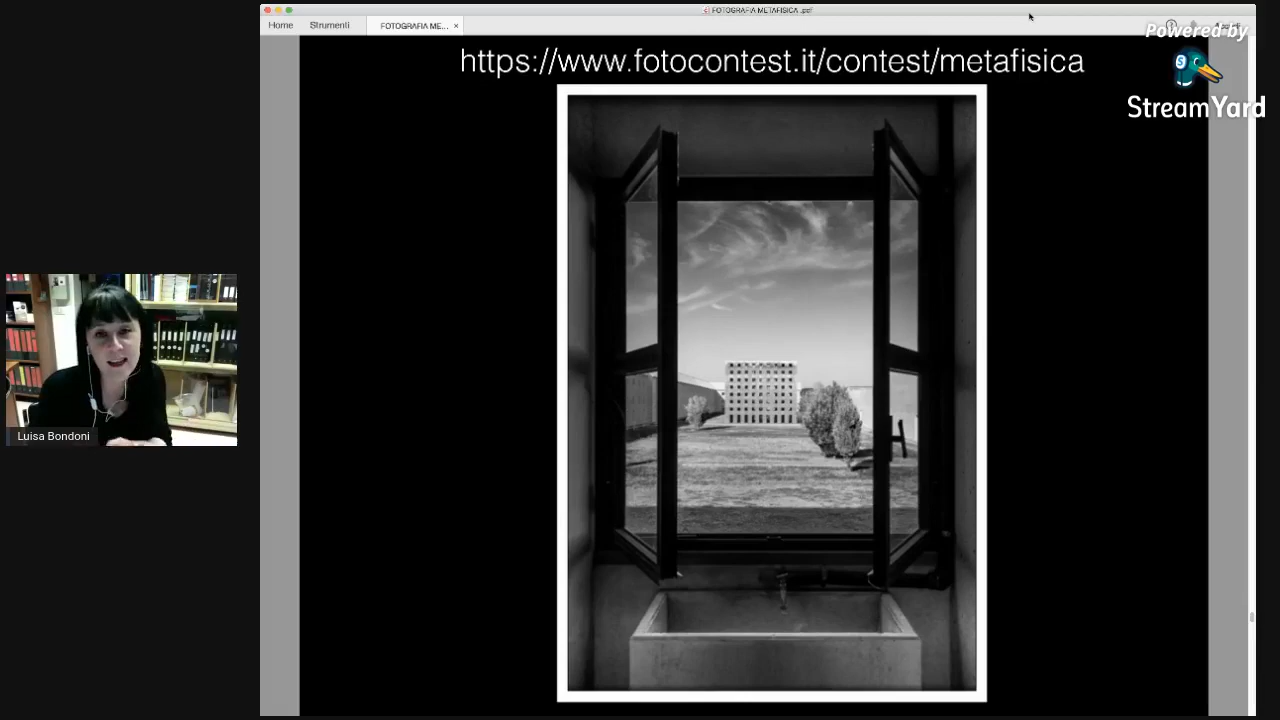 FOTOGRAFIA METAFISICA .pdf
Home
Strumenti
FOTOGRAFIA ME... ×
Powered by
StreamYard
https://www.fotocontest.it/contest/metafisica
Luisa Bondoni